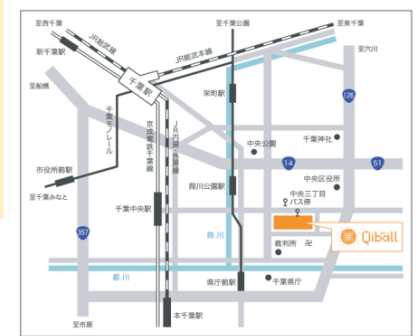 至西千葉
至千葉公園
至東千葉
JR総武線
JR総武本線
新千葉駅
至穴川
至船橋
千葉駅
栄町駅
126
千葉モノレール
京成電鉄千葉線
JR内房・外房線
中央公園
千葉神社
14
51
市役所前駅
葭川公園駅
中央区役所
至千葉みなと
中央三丁目
バス停
千葉中央駅
葭川
357
Qiball
裁判所
卍
都川
県庁前駅
千葉県庁
本千葉駅
至市原